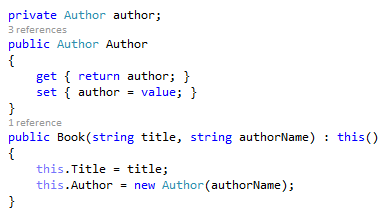 private Author author;
3 references
public Author Author
{
    get { return author; }
    set { author = value; }
}
1 reference
public Book(string title, string authorName) : this()
{
    this.Title = title;
    this.Author = new Author(authorName);
}